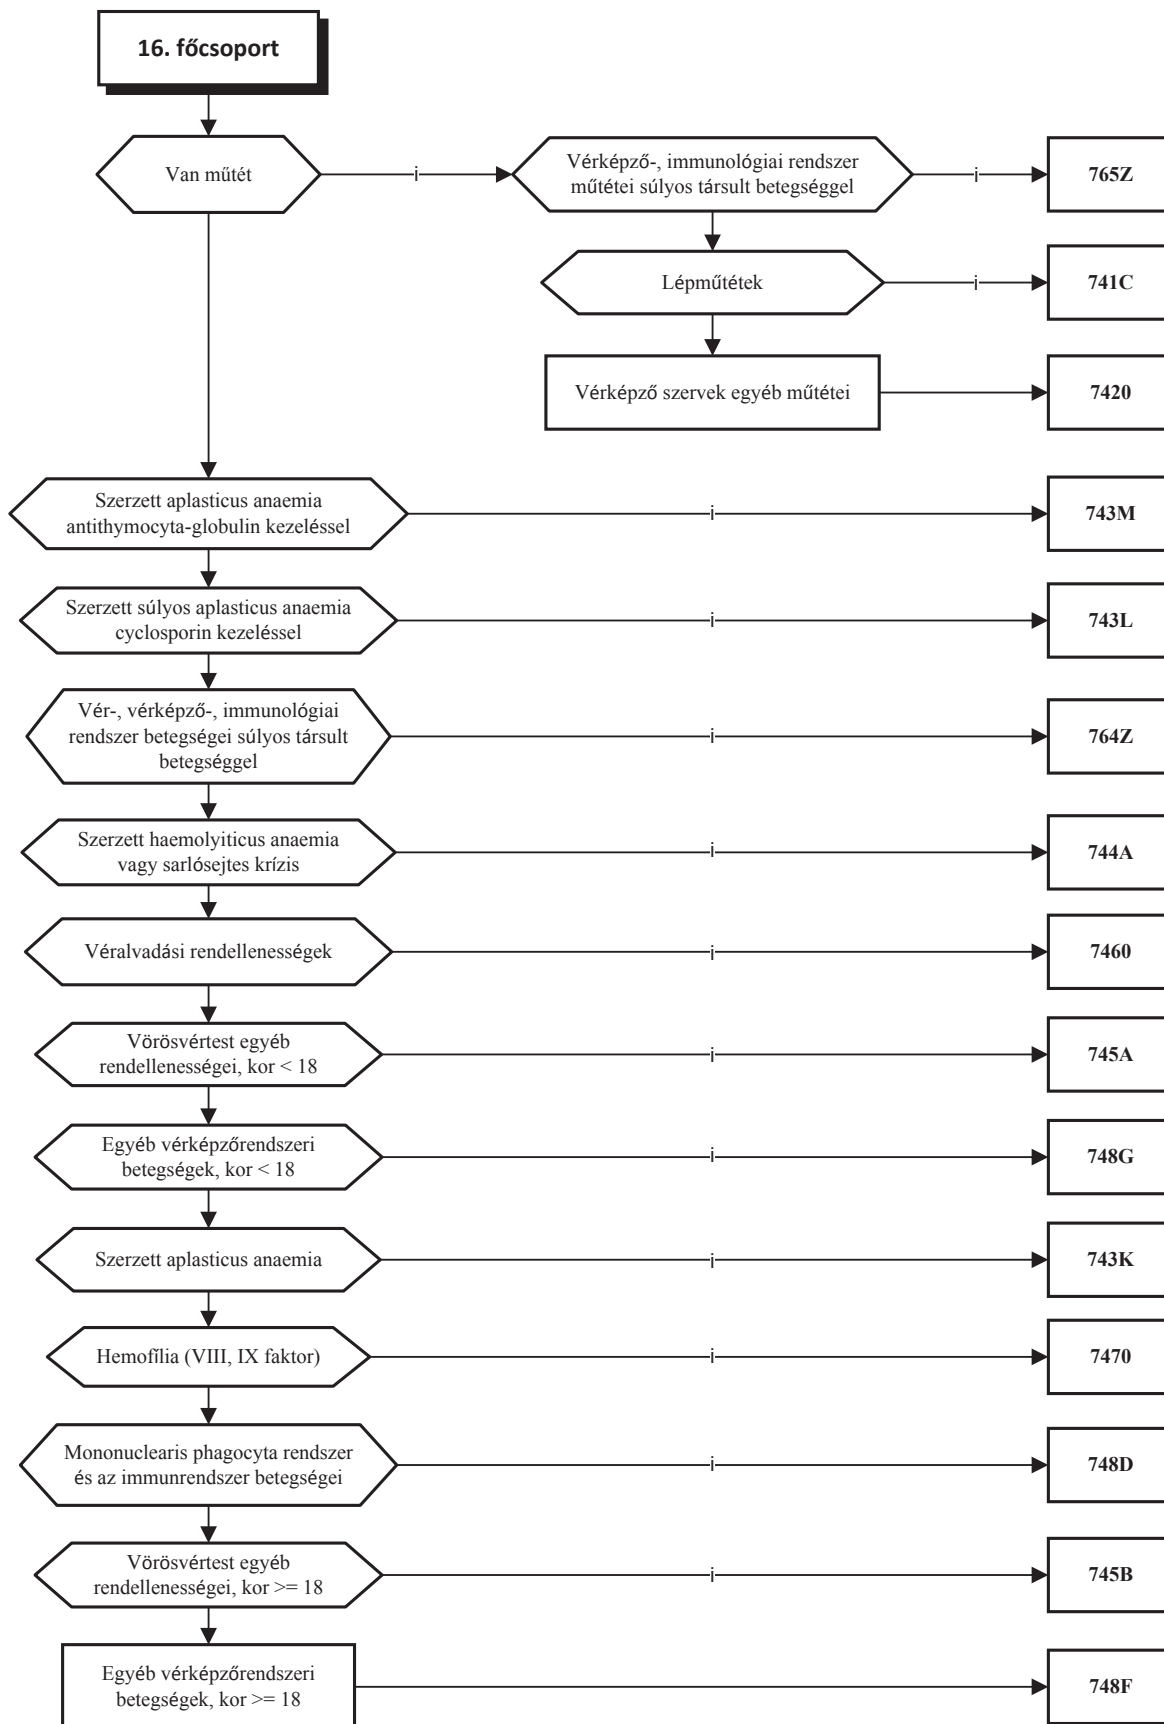 16. főcsoport
Van műtét
i
Vérképző-, immunológiai rendszer
műtétei súlyos társult betegséggel
i
765Z
Lépműtétek
i
741C
Vérképző szervek egyéb műtétei
7420
Szerzett aplasticus anaemia
antithymocyta-globulin kezeléssel
i
743M
Szerzett súlyos aplasticus anaemia
cyclosporin kezeléssel
i
743L
Vér-, vérképző-, immunológiai
rendszer betegségei súlyos társult
betegséggel
i
764Z
Szerzett haemolyiticus anaemia
vagy sarlósejtes krízis
i
744A
Véralvadási rendellenességek
i
7460
Vörösvértest egyéb
rendellenességei, kor < 18
i
745A
Egyéb vérképzőrendszeri
betegségek, kor < 18
i
748G
Szerzett aplasticus anaemia
i
743K
Hemofília (VIII, IX faktor)
i
7470
Mononuclearis phagocyta rendszer
és az immunrendszer betegségei
i
748D
Vörösvértest egyéb
rendellenességei, kor >= 18
i
745B
Egyéb vérképzőrendszeri
betegségek, kor >= 18
748F